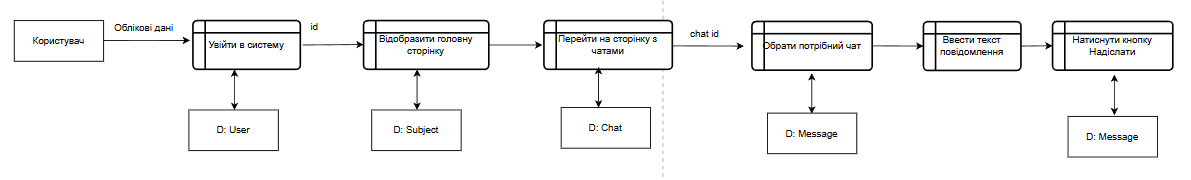 Користувач
Облікові дані
Увійти в систему
id
Відобразити головну
сторінку
Перейти на сторінку з
чатами
chat id
Обрати потрібний чат
Ввести текст
повідомлення
Натиснути кнопку
Надіслати
D: User
D: Subject
D: Chat
D: Message
D: Message